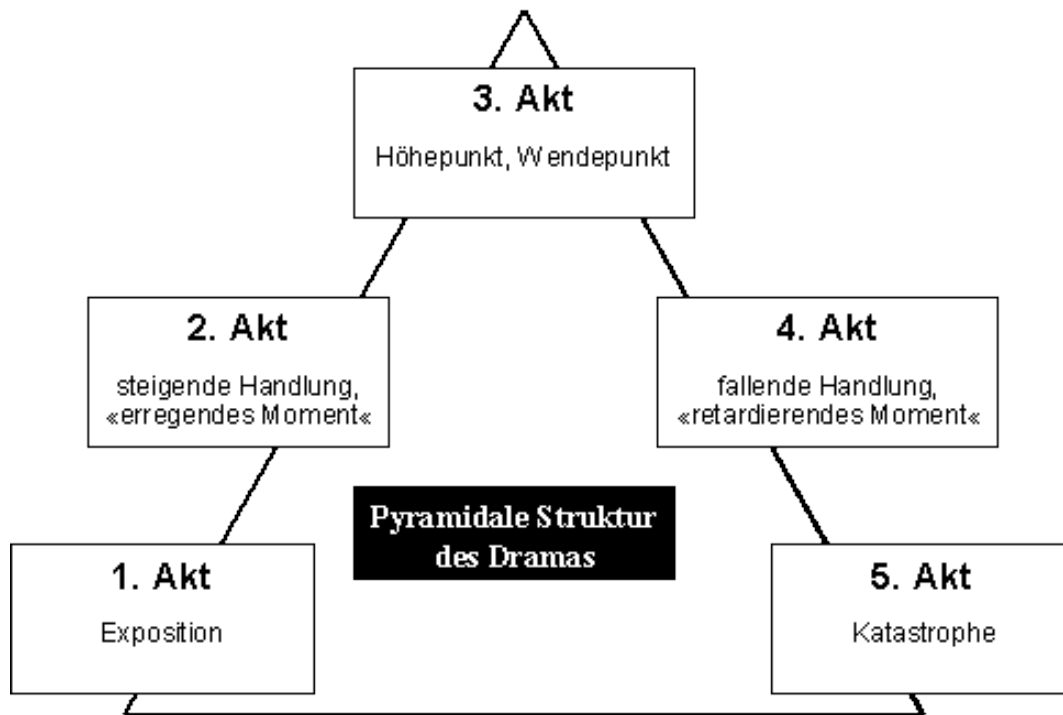 3. Akt
Höhepunkt, Wendepunkt
2. Akt
steigende Handlung,
«erregendes Moment«
4. Akt
fallende Handlung,
«retardierendes Moment«
Pyramidale Struktur
des Dramas
1. Akt
Exposition
5. Akt
Katastrophe